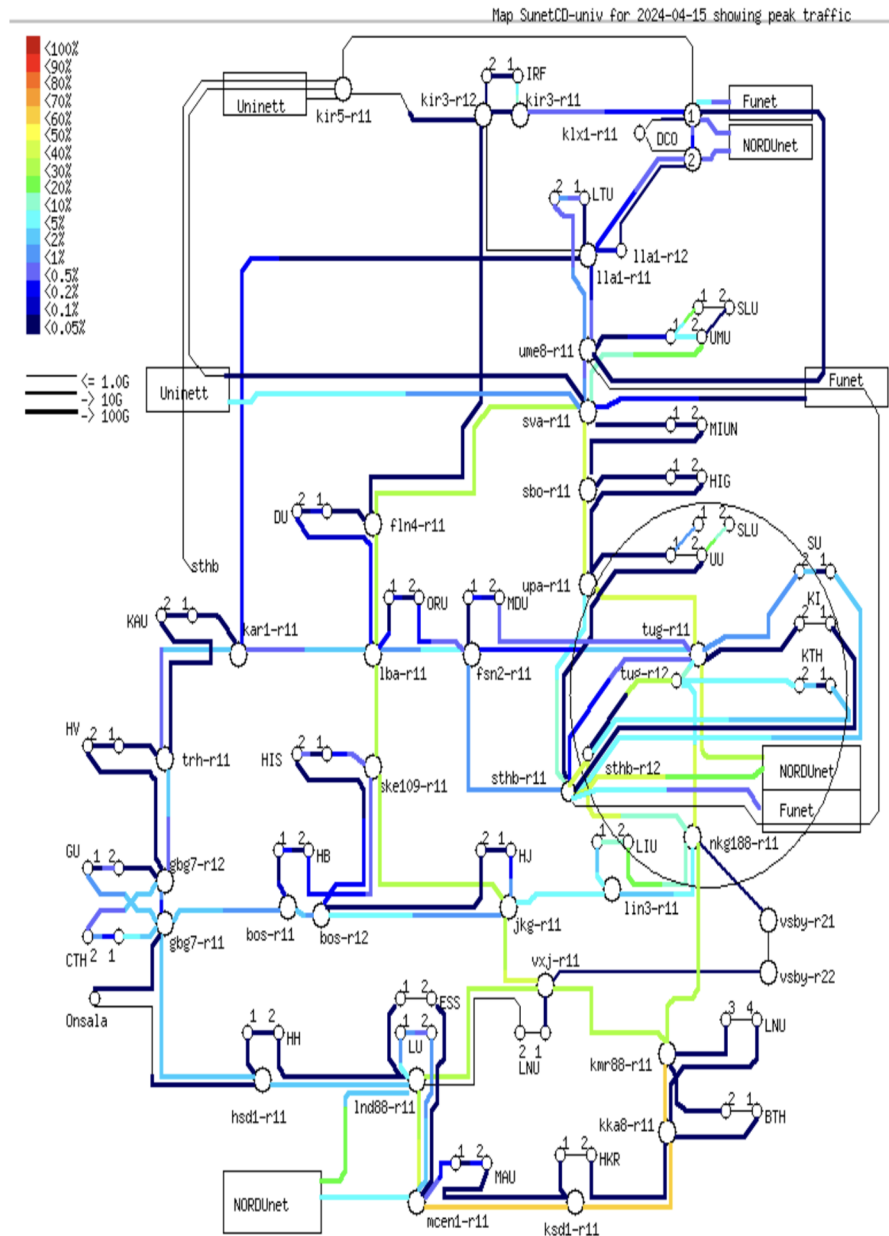 Map SunetCD-univ for 2024-04-15 showing peak traffic
<100%
<90%
<80%
<70%
<60%
<50%
<40%
<30%
<20%
<10%
<5%
<2%
<1%
<0.5%
<0.2%
<0.1%
<0.05%
<= 1.0G
-> 10G
-> 100G
Uninett
kir5-r11
kir3-r12
2 1 IRF
kir3-r11
klx1-r11
DCO
1
2
Funet
NORDUnet
2 1 LTU
lla1-r12
lla1-r11
1 2 SLU
1 2 UMU
ume8-r11
Uninett
Funet
sva-r11
1 2 MIUN
sbo-r11
1 2 HIG
DU 2 1
fln4-r11
1 2 SLU
1 2 UU
upa-r11
SU
2 1
sthb
KI
2 1
KAU 2 1
kar1-r11
1 2 ORU
1 2 MDU
tug-r11
lba-r11
fsn2-r11
tug-r12
KTH
2 1
HV 2 1
trh-r11
HIS 2 1
ske109-r11
sthb-r11
sthb-r12
NORDUnet
Funet
GU 1 2
gbg7-r12
1 2 HB
2 1 HJ
1 2 LIU
nkg188-r11
lin3-r11
gbg7-r11
bos-r11
bos-r12
jkg-r11
vsby-r21
CTH 2 1
vxj-r11
vsby-r22
Onsala
1 2 ESS
1 2 HH
1 2
LU
2 1
LNU
3 4 LNU
hsd1-r11
lnd88-r11
kmr88-r11
kka8-r11
2 1 BTH
1 2 MAU
1 2 HKR
NORDUnet
mcen1-r11
ksd1-r11